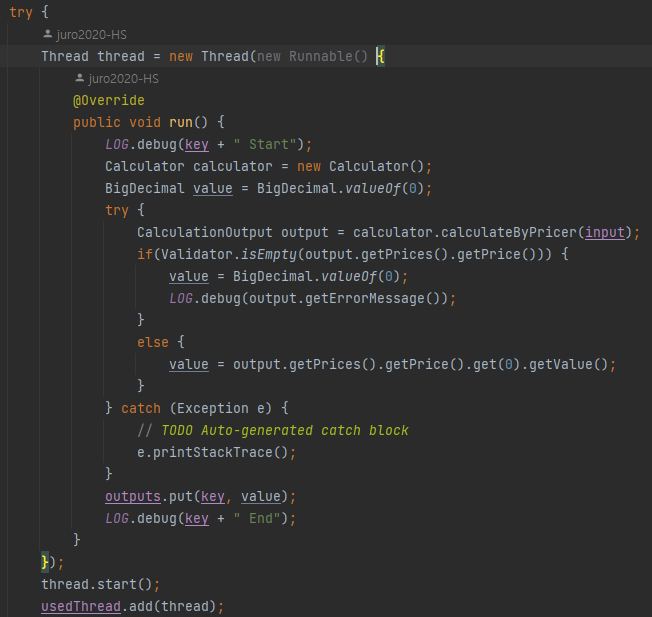 try {
juro2020-HS
Thread thread = new Thread(new Runnable() {
juro2020-HS
@Override
public void run() {
LOG.debug(key + " Start");
Calculator calculator = new Calculator();
BigDecimal value = BigDecimal.valueOf(0);
try {
CalculationOutput output = calculator.calculateByPricer(input);
if(Validator.isEmpty(output.getPrices().getPrice())) {
value = BigDecimal.valueOf(0);
LOG.debug(output.getErrorMessage());
}
else {
value = output.getPrices().getPrice().get(0).getValue();
}
} catch (Exception e) {
// TODO Auto-generated catch block
e.printStackTrace();
}
outputs.put(key, value);
LOG.debug(key + " End");
}
});
thread.start();
usedThread.add(thread);